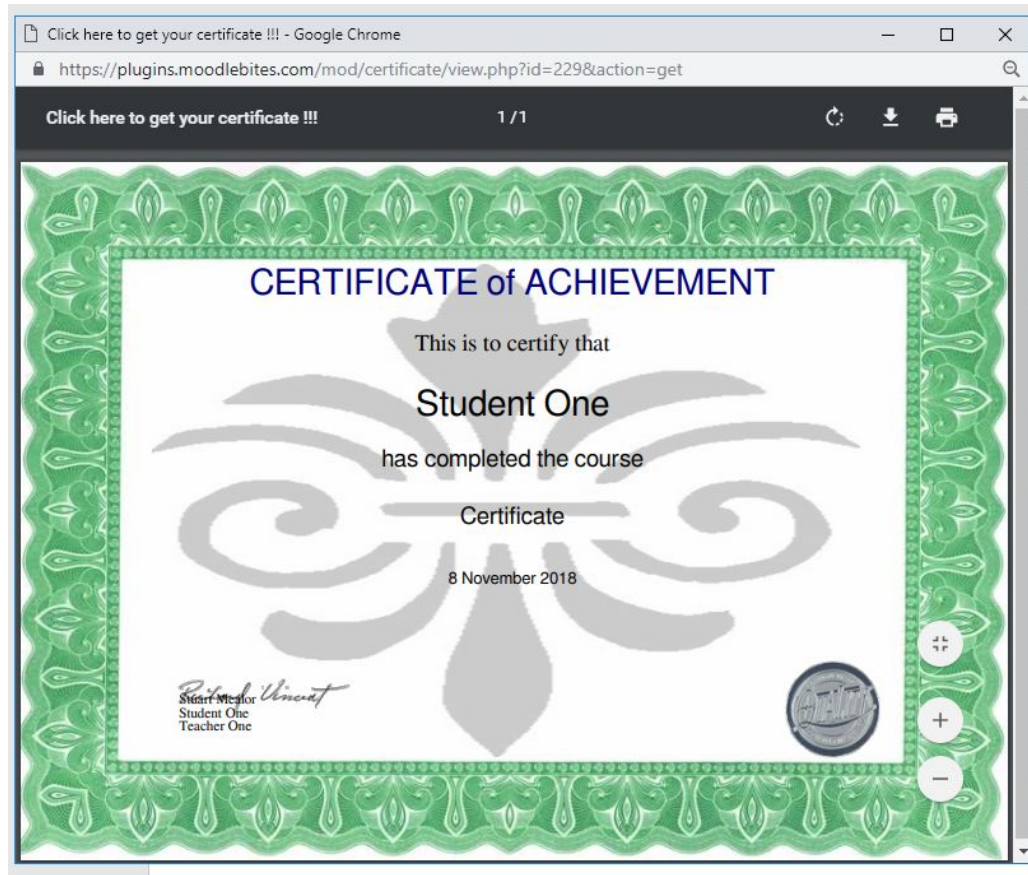 Click here to get your certificate !!! - Google Chrome
https://plugins.moodlebites.com/mod/certificate/view.php?id=229&action=get
Click here to get your certificate !!! 1 / 1
CERTIFICATE of ACHIEVEMENT
This is to certify that
Student One
has completed the course
Certificate
8 November 2018
Stuart Mealor
Student One
Teacher One